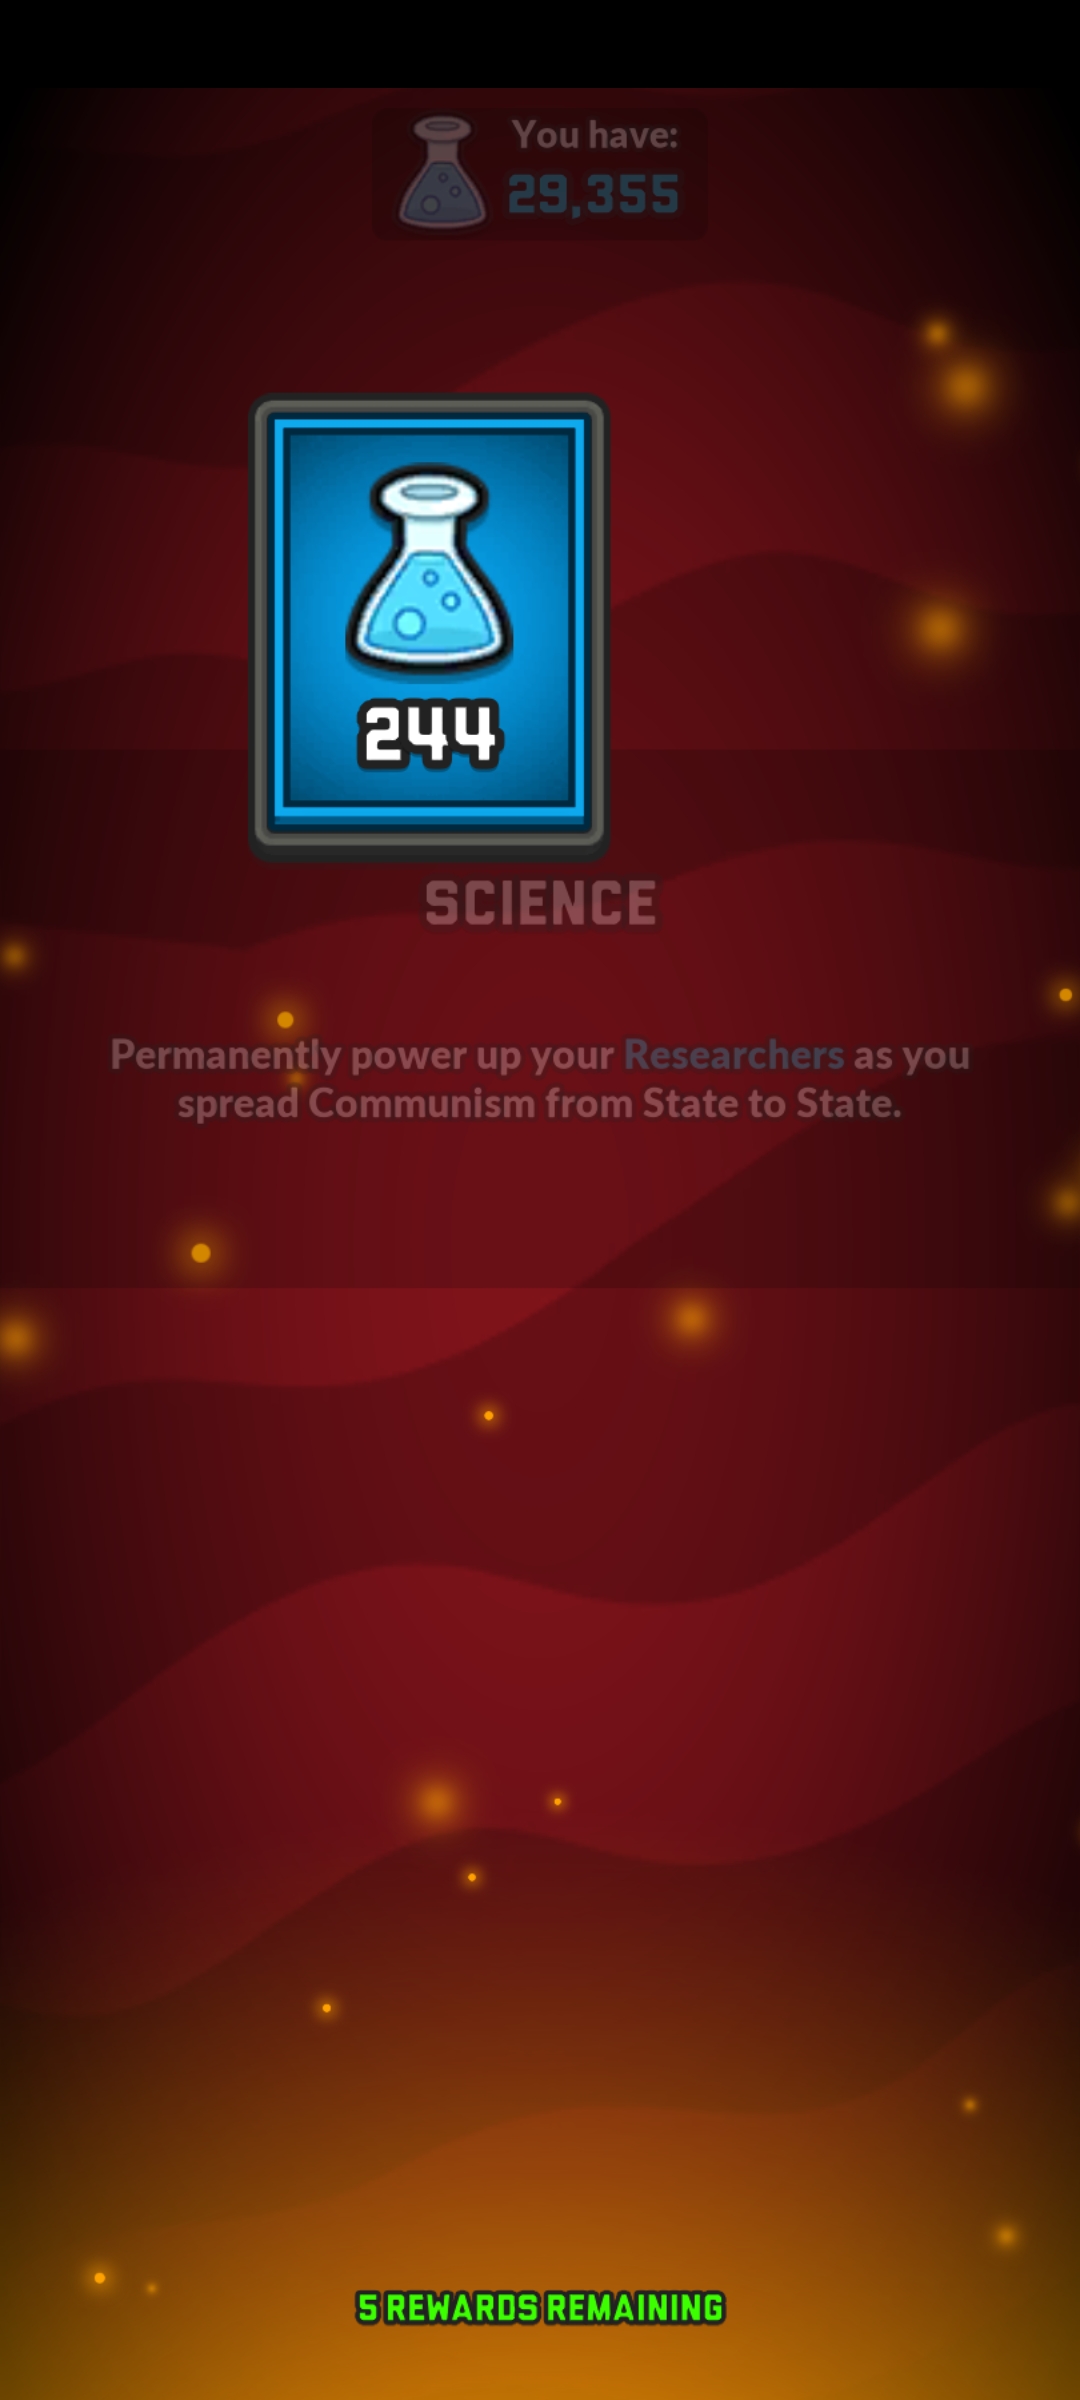 You have:
29,355
244
SCIENCE
Permanently power up your Researchers as you
spread Communism from State to State.
5 REWARDS REMAINING